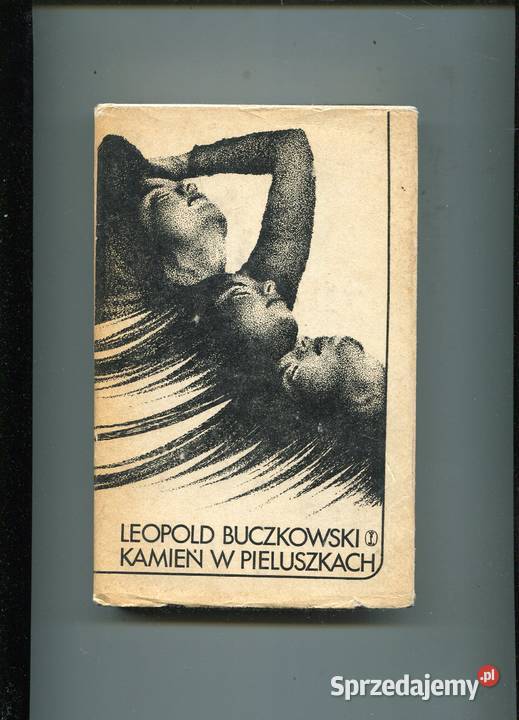 LEOPOLD BUCZKOWSKI
KAMIEŃ W PIELUSZKACH
Sprzedajemy.pl